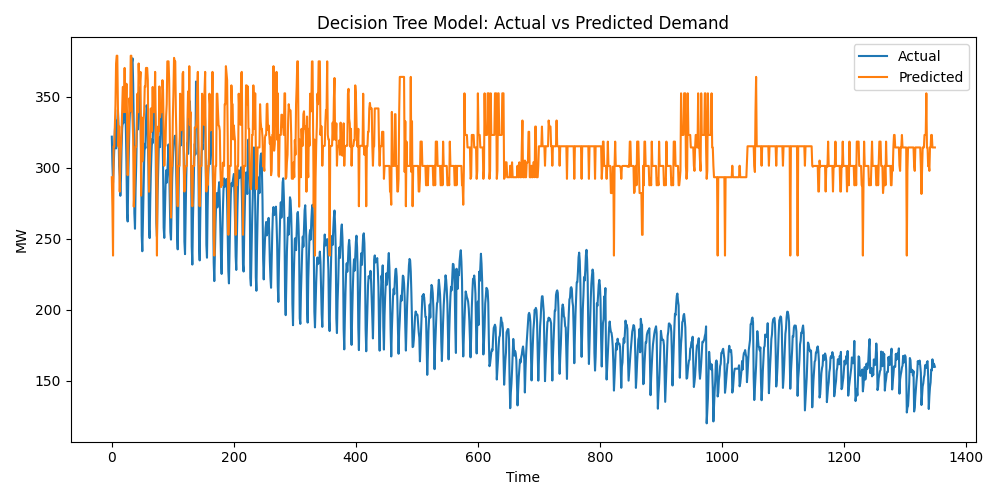 Decision Tree Model: Actual vs Predicted Demand
Actual
Predicted
MW
350
300
250
200
150
0 200 400 600 800 1000 1200 1400
Time